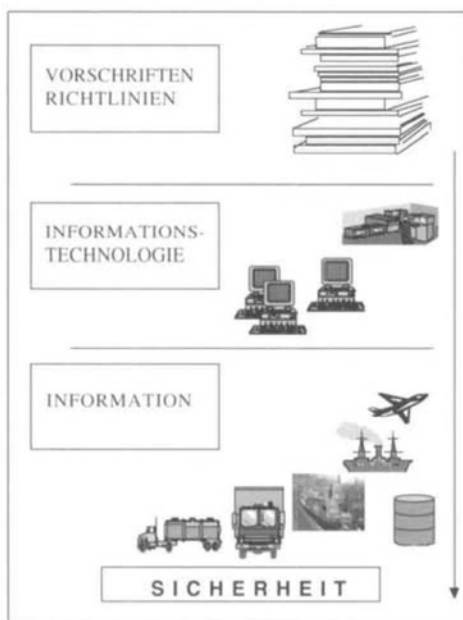 VORSCHRIFTEN
RICHTLINIEN
INFORMATIONS-
TECHNOLOGIE
INFORMATION
SICHERHEIT